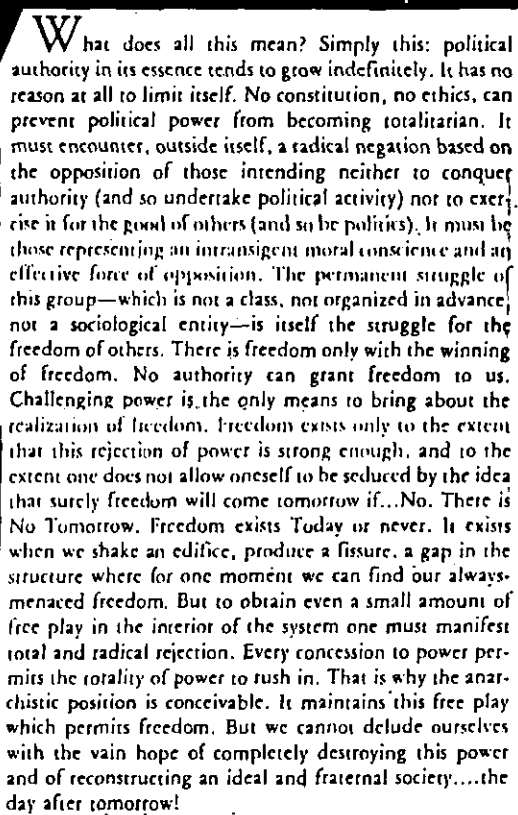 What does all this mean? Simply this: political
authority in its essence tends to grow indefinitely. It has no
reason at all to limit itself. No constitution, no ethics, can
prevent political power from becoming totalitarian. It
must encounter, outside itself, a radical negation based on
the opposition of those intending neither to conquer
authority (and so undertake political activity) nor to exer-
cise it for the good of others (and so be politics). It must be
those representing an intransigent moral conscience and an
effective force of opposition. The permanent struggle of
this group—which is not a class, not organized in advance,
not a sociological entity—is itself the struggle for the
freedom of others. There is freedom only with the winning
of freedom. No authority can grant freedom to us.
Challenging power is the only means to bring about the
realization of freedom. Freedom exists only to the extent
that this rejection of power is strong enough, and to the
extent one does not allow oneself to be seduced by the idea
that surely freedom will come tomorrow if...No. There is
No Tomorrow. Freedom exists Today or never. It exists
when we shake an edifice, produce a fissure, a gap in the
structure where for one moment we can find our always-
menaced freedom. But to obtain even a small amount of
free play in the interior of the system one must manifest
total and radical rejection. Every concession to power per-
mits the totality of power to rush in. That is why the anar-
chistic position is conceivable. It maintains this free play
which permits freedom. But we cannot delude ourselves
with the vain hope of completely destroying this power
and of reconstructing an ideal and fraternal society....the
day after tomorrow!